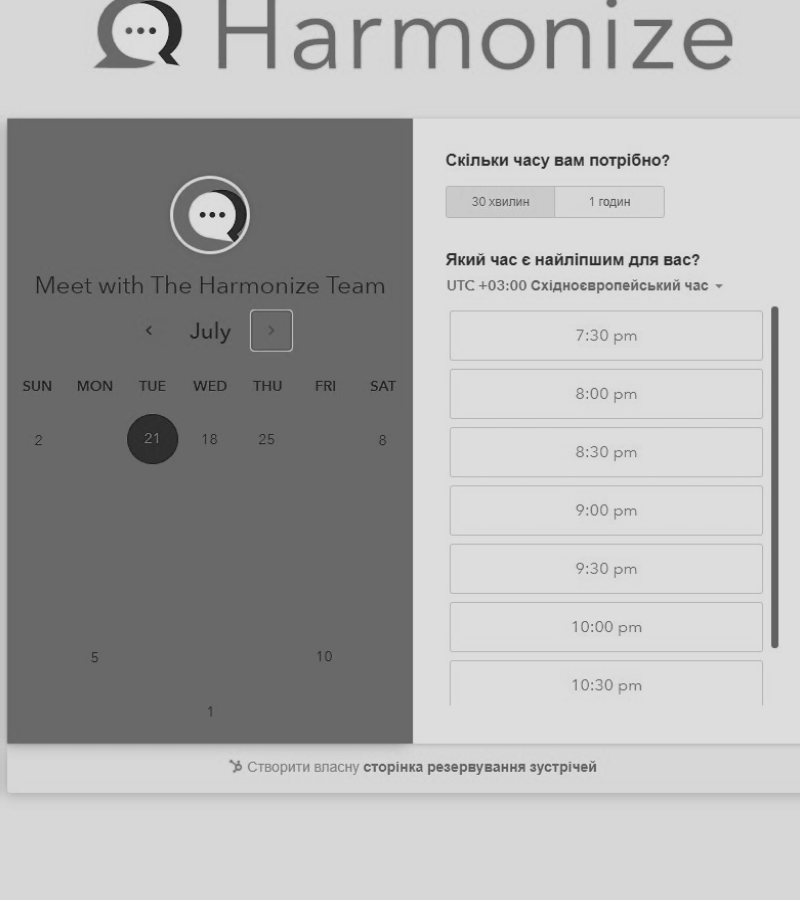 Harmonize
Meet with The Harmonize Team
July
SUN MON TUE WED THU FRI SAT
2 21 18 25 8
5 10
1
Скільки часу вам потрібно?
30 хвилин 1 годин
Який час є найліпшим для вас?
UTC +03:00 Східноєвропейський час
7:30 pm
8:00 pm
8:30 pm
9:00 pm
9:30 pm
10:00 pm
10:30 pm
Створити власну сторінка резервування зустрічей